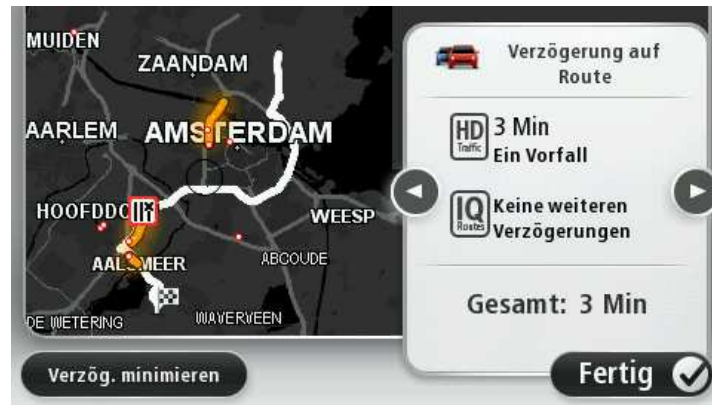 MUIDEN
ZAANDAM
AARLEM
AMSTERDAM
HOOFDDO
WEESP
AALSMEER
ABCOUDE
DE WETERING
WAVERVEEN
Verzögerung auf
Route
HD
Traffic
3 Min
Ein Vorfall
IQ
Routes
Keine weiteren
Verzögerungen
Gesamt: 3 Min
Verzög. minimieren
Fertig